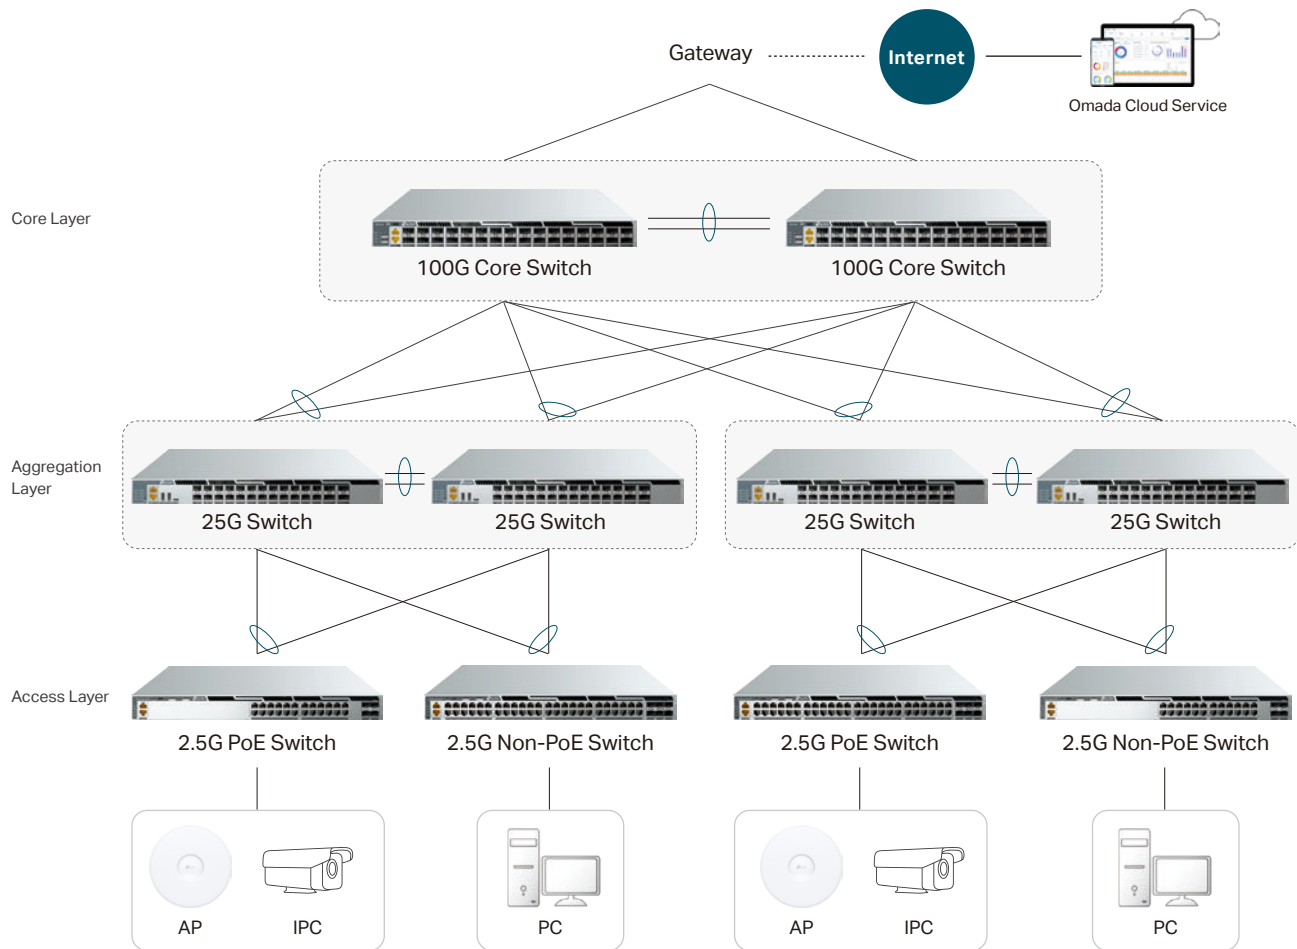 Gateway
Internet
Omada Cloud Service
Core Layer
100G Core Switch
100G Core Switch
Aggregation
Layer
25G Switch
25G Switch
25G Switch
25G Switch
Access Layer
2.5G PoE Switch
2.5G Non-PoE Switch
2.5G PoE Switch
2.5G Non-PoE Switch
AP
IPC
PC
AP
IPC
PC